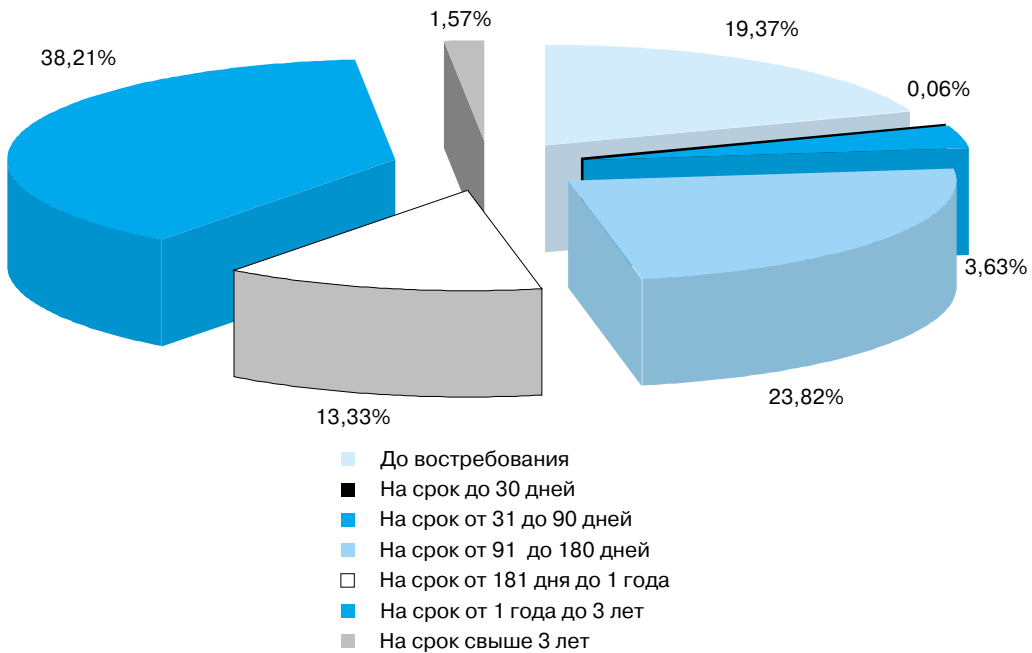 1,57%
19,37%
38,21%
0,06%
3,63%
23,82%
13,33%
До востребования
На срок до 30 дней
На срок от 31 до 90 дней
На срок от 91 до 180 дней
На срок от 181 дня до 1 года
На срок от 1 года до 3 лет
На срок свыше 3 лет